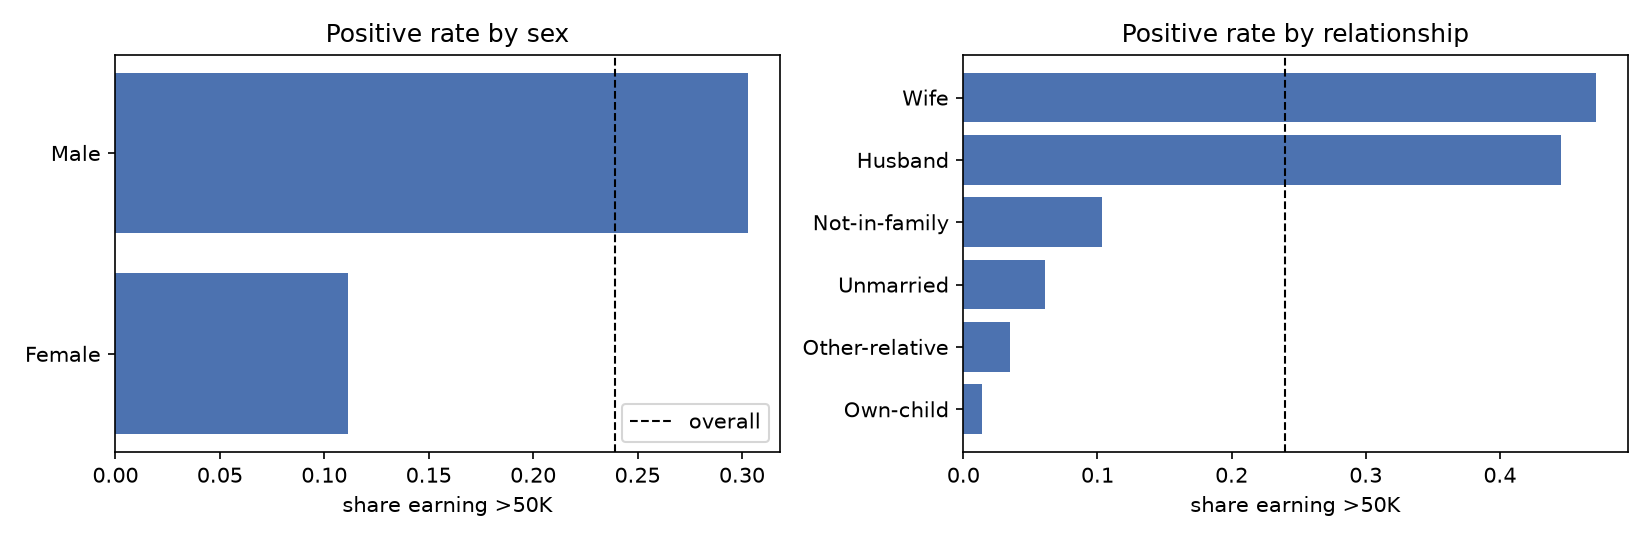 Positive rate by sex
Male
Female
overall
0.00 0.05 0.10 0.15 0.20 0.25 0.30
share earning >50K
Positive rate by relationship
Wife
Husband
Not-in-family
Unmarried
Other-relative
Own-child
0.0 0.1 0.2 0.3 0.4
share earning >50K